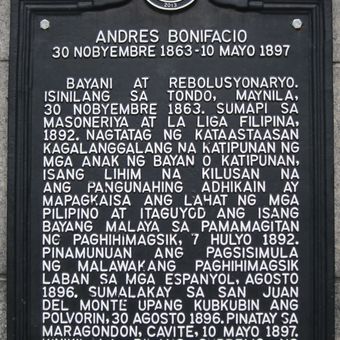 2013
ANDRES BONIFACIO
30 NOBYEMBRE 1863-10 MAYO 1897
BAYANI AT REBOLUSYONARYO.
ISINILANG SA TONDO, MAYNILA,
30 NOBYEMBRE 1863. SUMAPI SA
MASONERIYA AT LA LIGA FILIPINA,
1892. NAGTATAG NG KATAASTAASAN
KAGALANGGALANG NA KATIPUNAN NG
MGA ANAK NG BAYAN O KATIPUNAN,
ISANG LIHIM NA KILUSAN NA
ANG PANGUNAHING ADHIKAIN AY
MAPAGKAISA ANG LAHAT NG MGA
PILIPINO AT ITAGUYOD ANG ISANG
BAYANG MALAYA SA PAMAMAGITAN
NG PAGHIHIMAGSIK, 7 HULYO 1892.
PINAMUNUAN ANG PAGSISIMULA
NG MALAWAKANG PAGHIHIMAGSIK
LABAN SA MGA ESPANYOL, AGOSTO
1896. SUMALAKAY SA SAN JUAN
DEL MONTE UPANG KUBKUBIN ANG
POLVORIN, 30 AGOSTO 1896. PINATAY SA
MARAGONDON, CAVITE, 10 MAYO 1897.